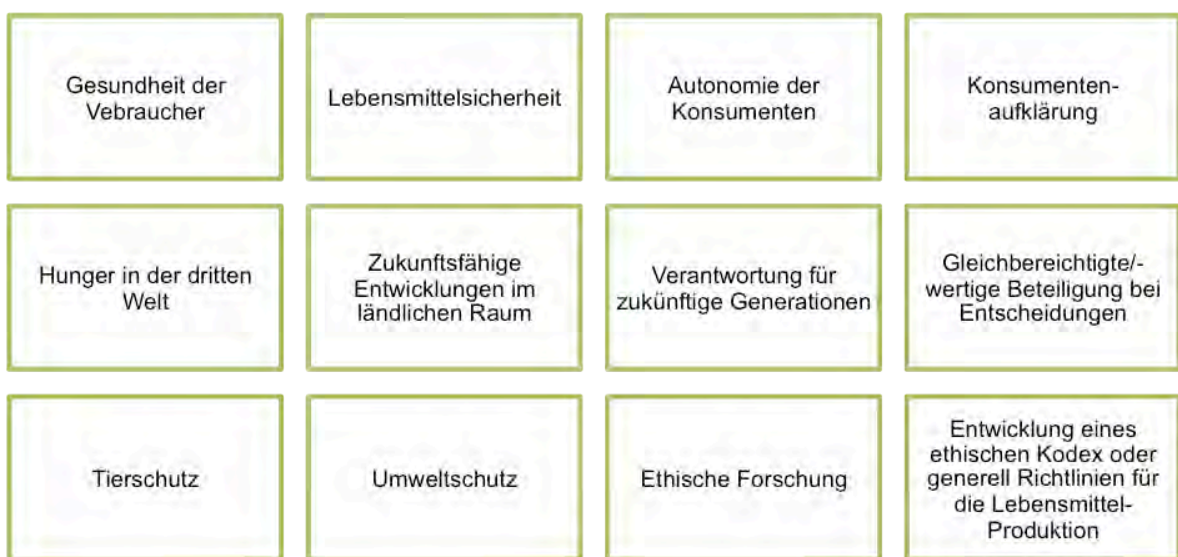 Gesundheit der
Vebraucher
Lebensmittelsicherheit
Autonomie der
Konsumenten
Konsumenten-
aufklärung
Hunger in der dritten
Welt
Zukunftsfähige
Entwicklungen im
ländlichen Raum
Verantwortung für
zukünftige Generationen
Gleichbereichtigte/-
wertige Beteiligung bei
Entscheidungen
Tierschutz
Umweltschutz
Ethische Forschung
Entwicklung eines
ethischen Kodex oder
generell Richtlinien für
die Lebensmittel-
Produktion